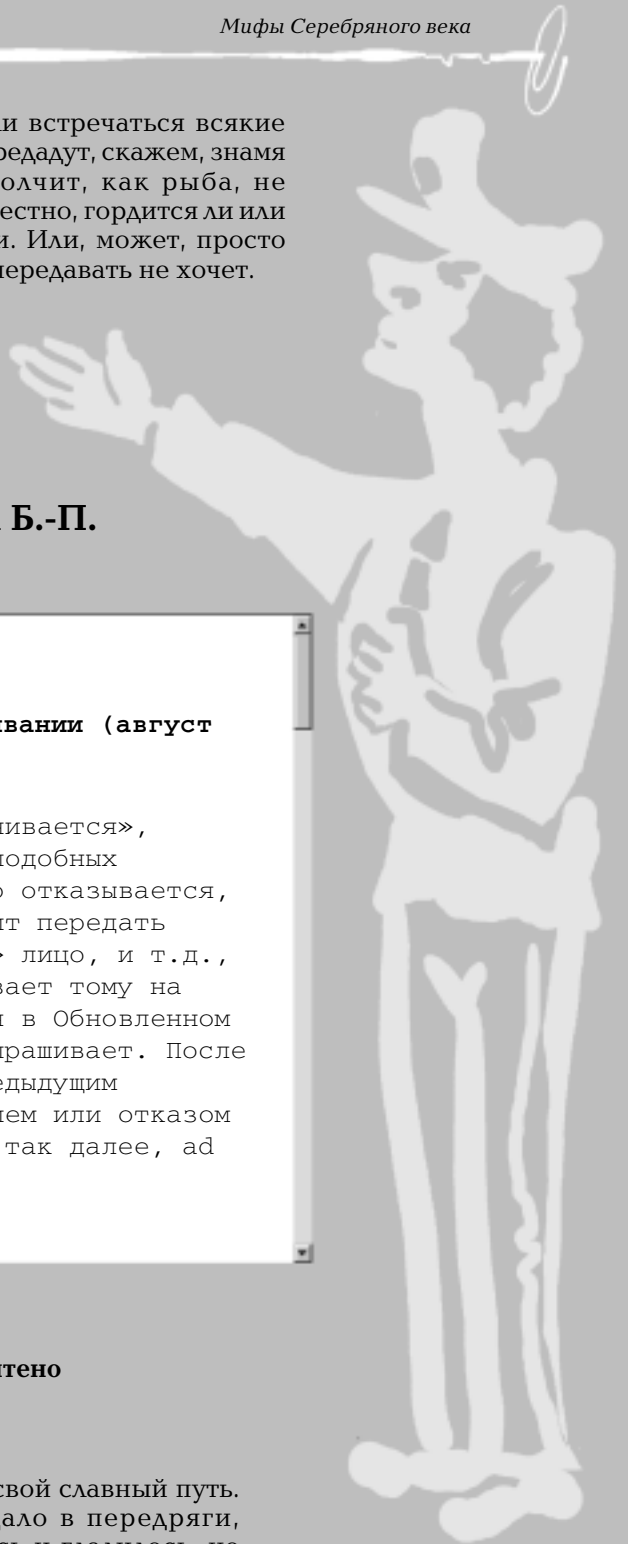 Мифы Серебряного века
и встречаться всякие
редадут, скажем, знамя
олчит, как рыба, не
естно, гордится ли или
и. Или, может, просто
передавать не хочет.
Б.-П.
вании (август
ивается»,
подобных
о отказывается,
ит передать
» лицо, и т.д.,
вает тому на
и в Обновленном
прашивает. После
едыдущим
ем или отказом
так далее, ad
тено
свой славный путь.
ало в передряги,